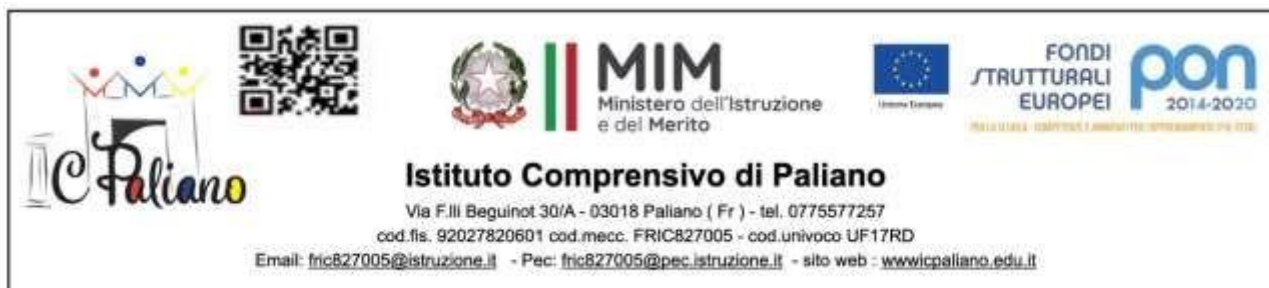 IC Paliano
MIM
Ministero dell'Istruzione
e del Merito
Unione Europea
FONDI
STRUTTURALI
EUROPEI
pon
2014-2020
Istituto Comprensivo di Paliano
Via F.lli Beguinot 30/A - 03018 Paliano ( Fr ) - tel. 0775577257
cod.fis. 92027820601 cod.mecc. FRIC827005 - cod.univoco UF17RD
Email: fric827005@istruzione.it - Pec: fric827005@pec.istruzione.it - sito web : wwwicpaliano.edu.it